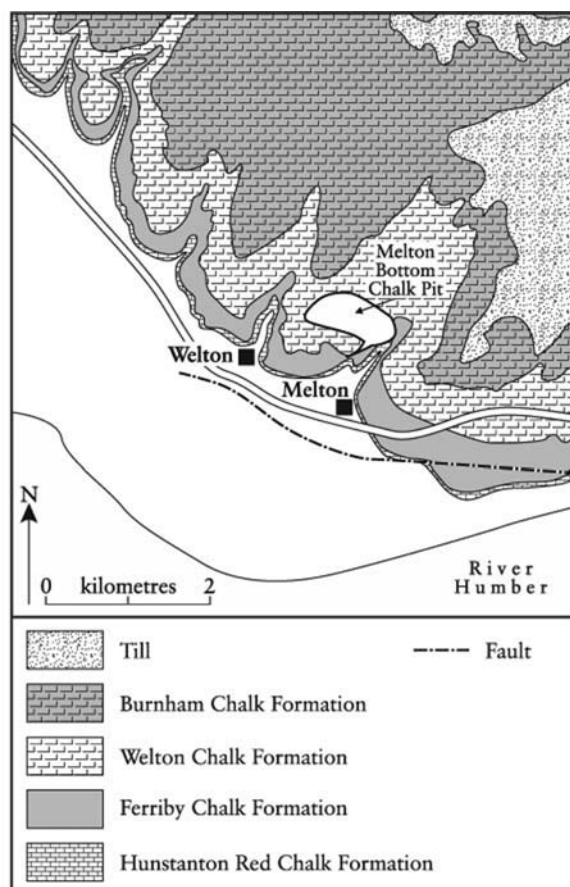 Melton
Bottom
Chalk Pit
Welton
Melton
N
0 kilometres 2
River
Humber
Till
Fault
Burnham Chalk Formation
Welton Chalk Formation
Ferriby Chalk Formation
Hunstanton Red Chalk Formation